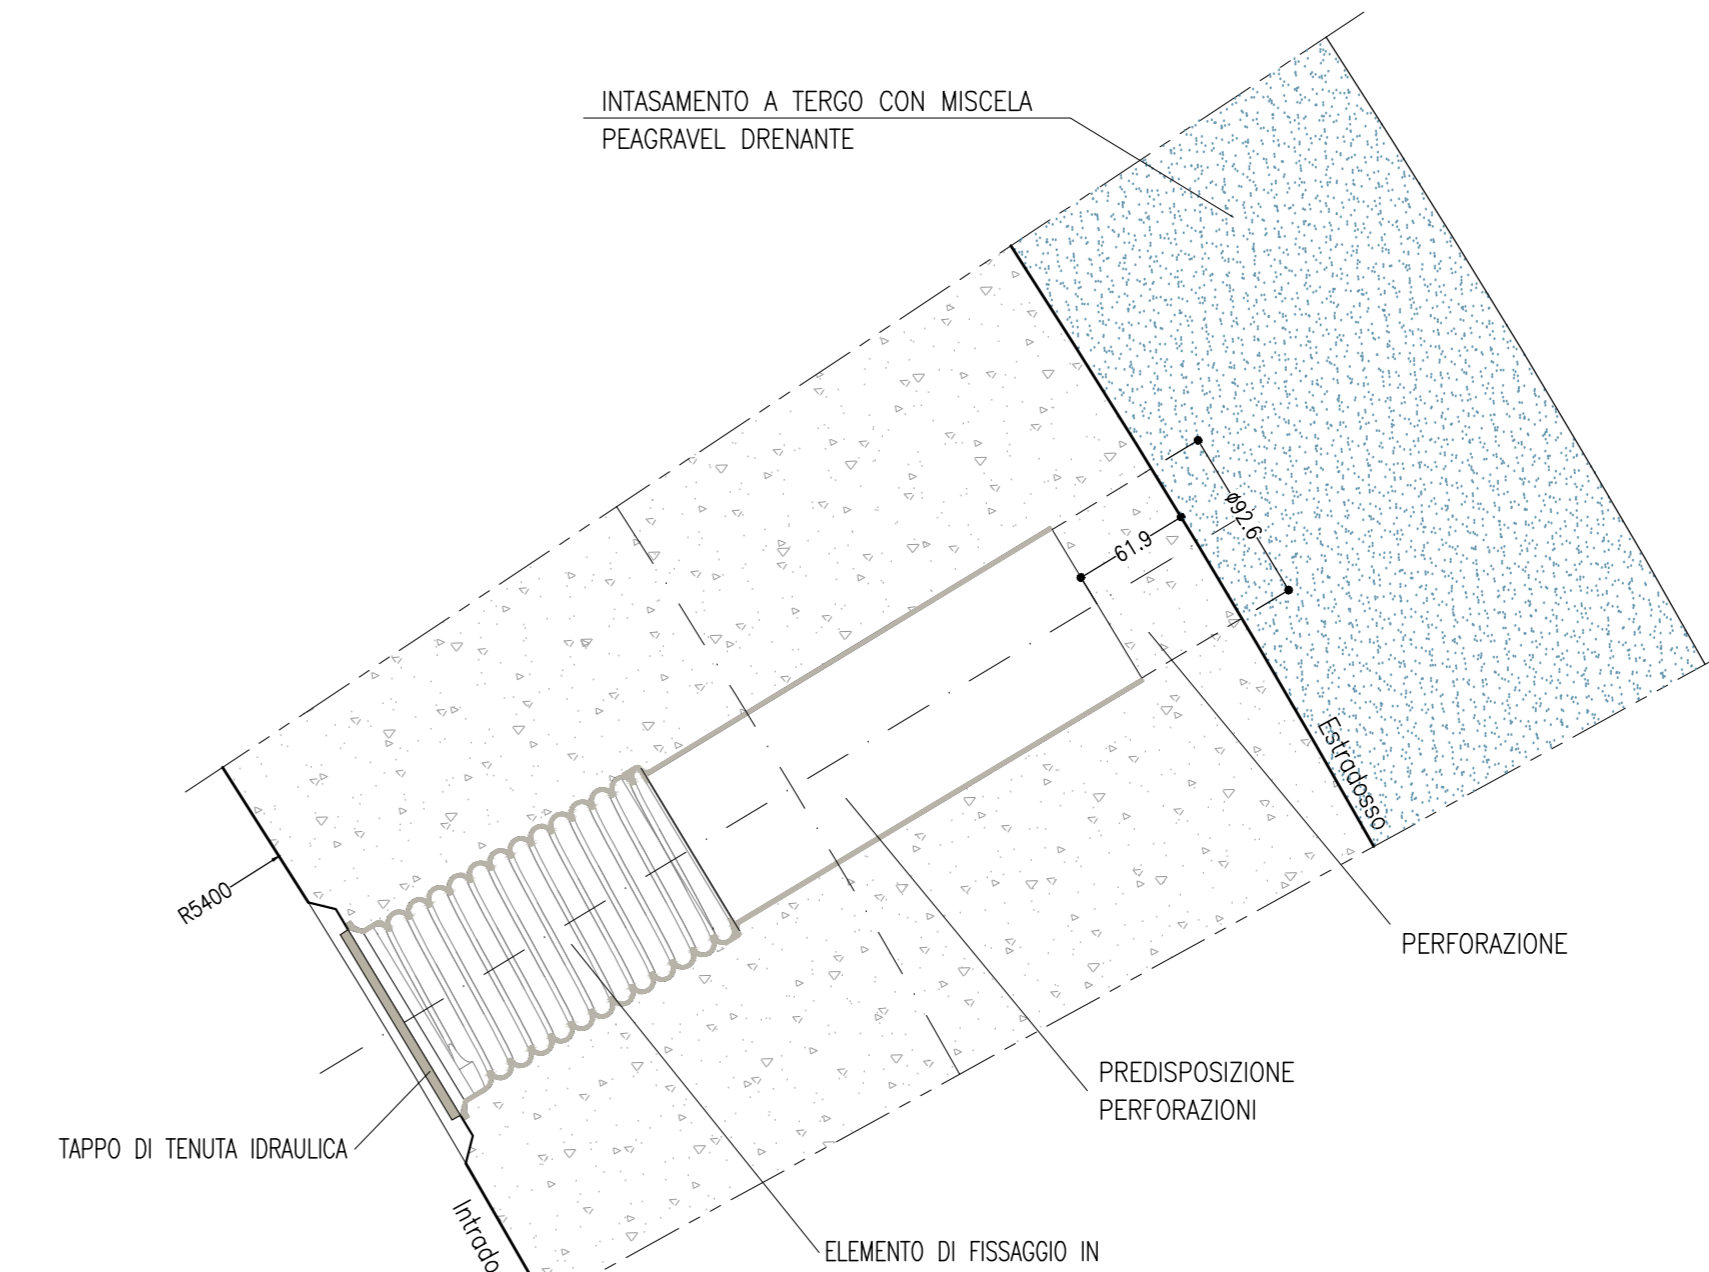 INTASAMENTO A TERGO CON MISCELA
PEAGRAVEL DRENANTE
ø92.6
61.9
Estradosso
R5400
PERFORAZIONE
PREDISPOSIZIONE
PERFORAZIONI
TAPPO DI TENUTA IDRAULICA
Intrado
ELEMENTO DI FISSAGGIO IN